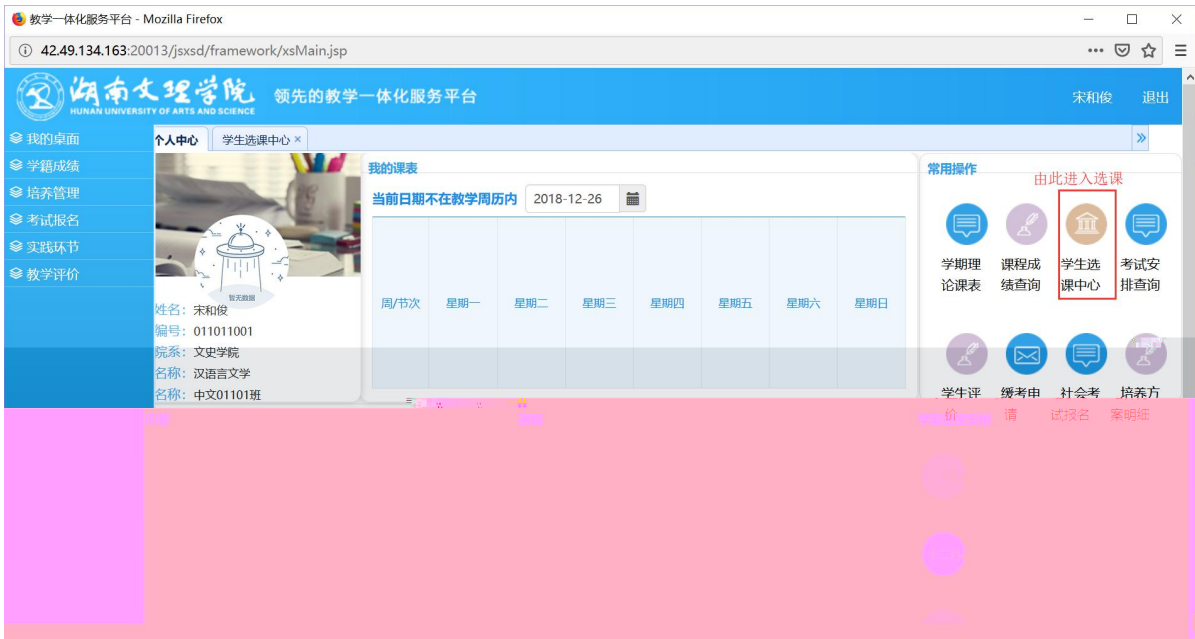 教学一体化服务平台 - Mozilla Firefox
42.49.134.163:20013/jsxsd/framework/xsMain.jsp
湖南文理学院
HUNAN UNIVERSITY OF ARTS AND SCIENCE
领先的教学一体化服务平台
宋和俊 退出
我的桌面
学籍成绩
培养管理
考试报名
实践环节
教学评价
个人中心 学生选课中心 ×
暂无数据
姓名：宋和俊
编号：011011001
院系：文史学院
名称：汉语言文学
名称：中文01101班
我的课表
当前日期不在教学周历内 2018-12-26
周/节次 星期一 星期二 星期三 星期四 星期五 星期六 星期日
常用操作
由此进入选课
学期理论课表
课程成绩查询
学生选课中心
考试安排查询
学生评价
缓考申请
社会考试报名
培养方案明细